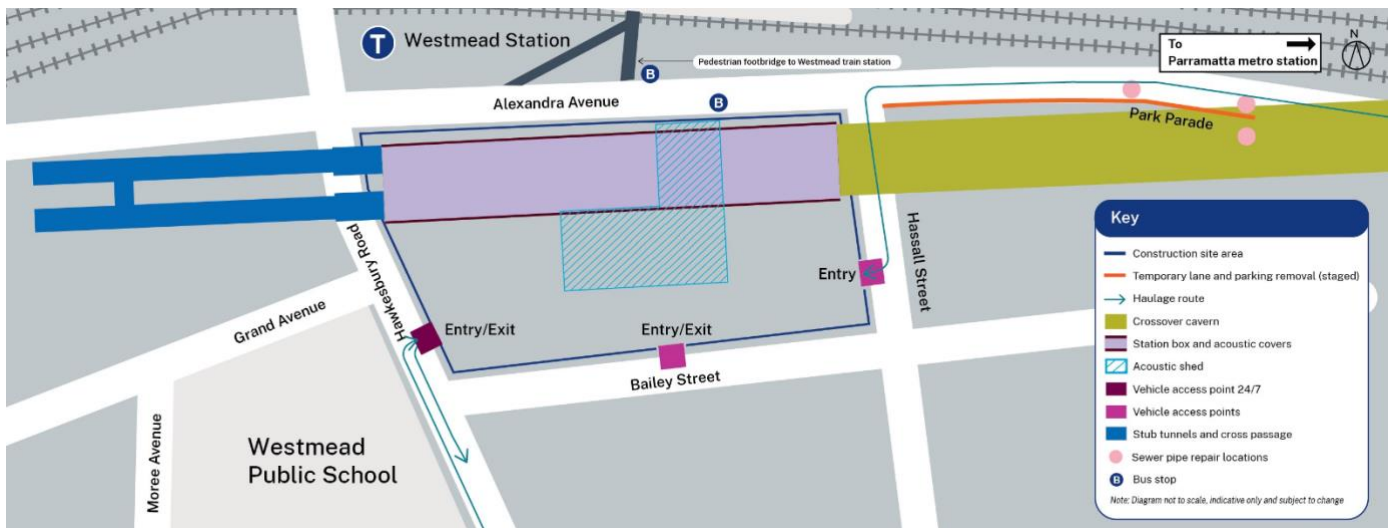 T Westmead Station
Pedestrian footbridge to Westmead train station
B
To
Parramatta metro station
N
Alexandra Avenue
B
Park Parade
Hawkesbury Road
Hassall Street
Entry
Grand Avenue
Entry/Exit
Entry/Exit
Bailey Street
Moree Avenue
Westmead
Public School
Key
Construction site area
Temporary lane and parking removal (staged)
Haulage route
Crossover cavern
Station box and acoustic covers
Acoustic shed
Vehicle access point 24/7
Vehicle access points
Stub tunnels and cross passage
Sewer pipe repair locations
B Bus stop
Note: Diagram not to scale, indicative only and subject to change